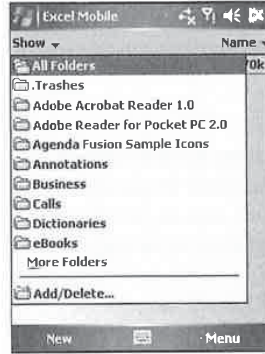 Excel Mobile
Show Name
All Folders 70k
.Trashes
Adobe Acrobat Reader 1.0
Adobe Reader for Pocket PC 2.0
Agenda Fusion Sample Icons
Annotations
Business
Calls
Dictionaries
eBooks
More Folders
Add/Delete...
New Menu